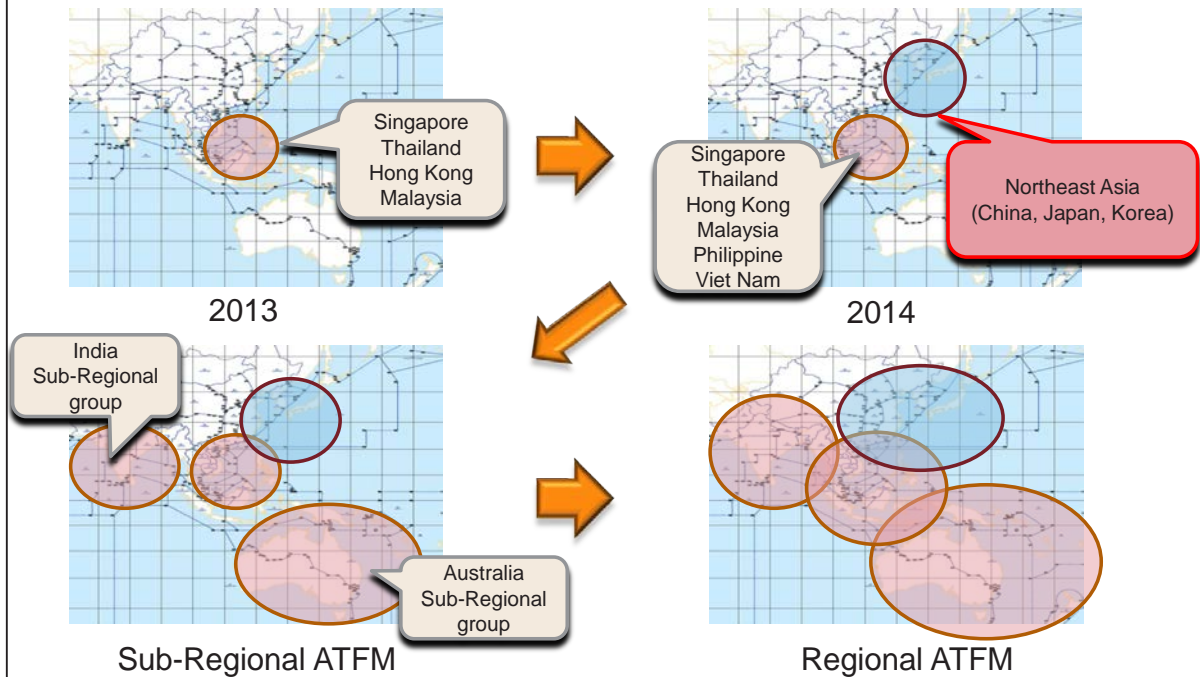 Singapore
Thailand
Hong Kong
Malaysia
2013
Singapore
Thailand
Hong Kong
Malaysia
Philippine
Viet Nam
Northeast Asia
(China, Japan, Korea)
2014
India
Sub-Regional
group
Australia
Sub-Regional
group
Sub-Regional ATFM
Regional ATFM